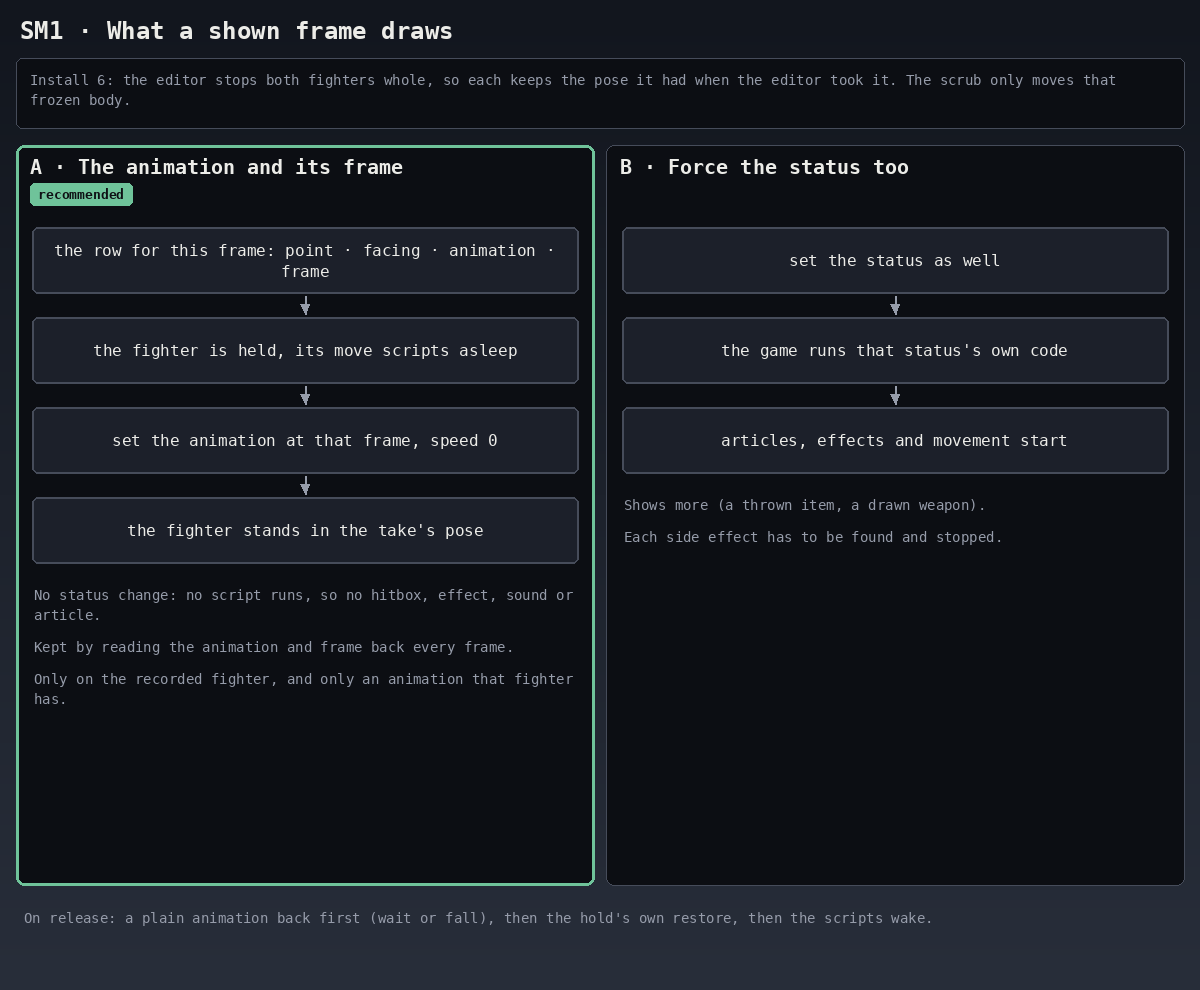 SM1 · What a shown frame draws
Install 6: the editor stops both fighters whole, so each keeps the pose it had when the editor took it. The scrub only moves that
frozen body.
A · The animation and its frame
recommended
the row for this frame: point · facing · animation ·
frame
the fighter is held, its move scripts asleep
set the animation at that frame, speed 0
the fighter stands in the take's pose
No status change: no script runs, so no hitbox, effect, sound or
article.
Kept by reading the animation and frame back every frame.
Only on the recorded fighter, and only an animation that fighter
has.
B · Force the status too
set the status as well
the game runs that status's own code
articles, effects and movement start
Shows more (a thrown item, a drawn weapon).
Each side effect has to be found and stopped.
On release: a plain animation back first (wait or fall), then the hold's own restore, then the scripts wake.